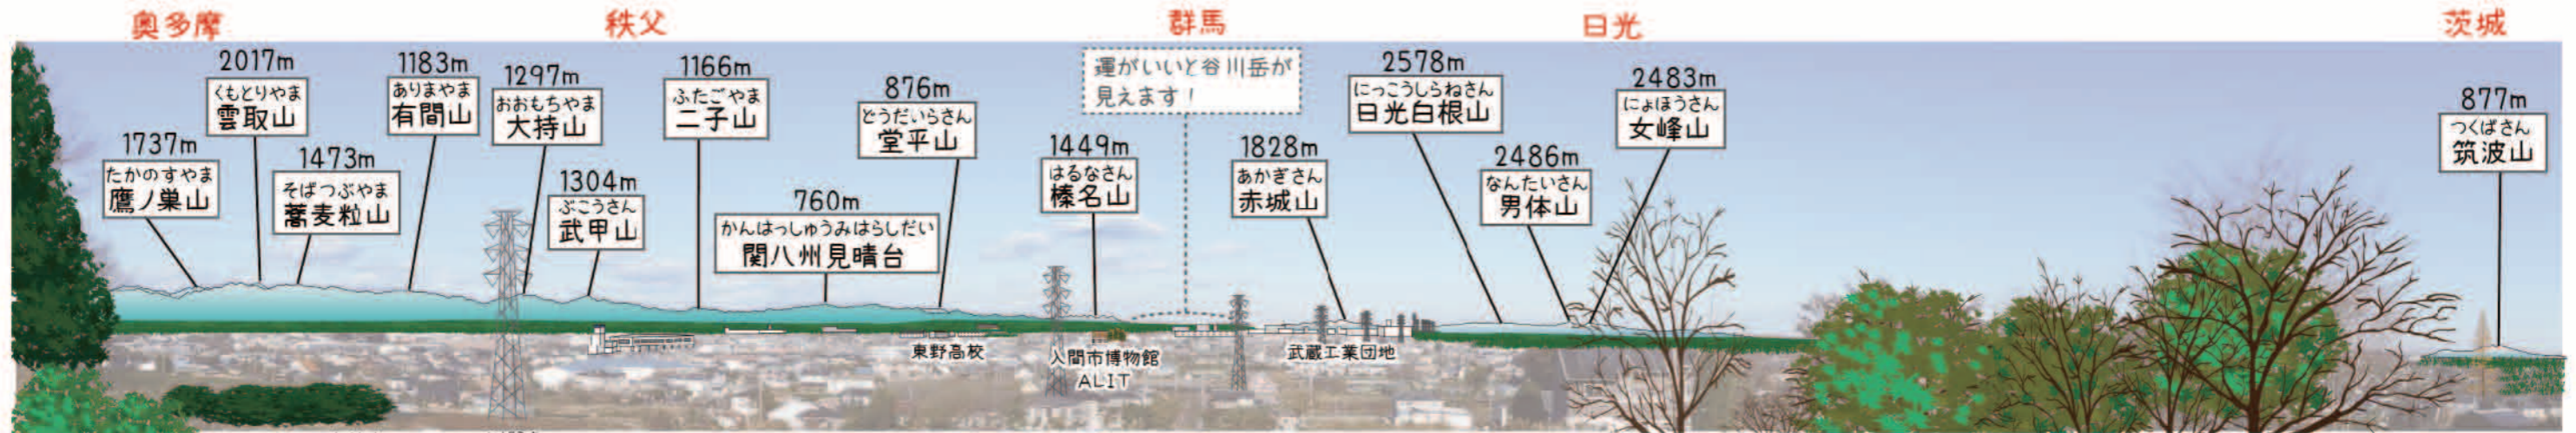 奥多摩
秩父
群馬
日光
茨城
1737m
たかのすやま
鷹ノ巣山
2017m
くもとりやま
雲取山
1473m
そばつぶやま
蕎麦粒山
1183m
ありまやま
有間山
1297m
おおもちやま
大持山
1304m
ぶこうさん
武甲山
1166m
ふたごやま
二子山
760m
かんはっしゅうみはらしだい
関八州見晴台
876m
とうだいらさん
堂平山
1449m
はるなさん
榛名山
運がいいと谷川岳が
見えます!
1828m
あかぎさん
赤城山
2578m
にっこうしらねさん
日光白根山
2486m
なんたいさん
男体山
2483m
にょほうさん
女峰山
877m
つくばさん
筑波山
東野高校
入間市博物館
ALIT
武蔵工業団地